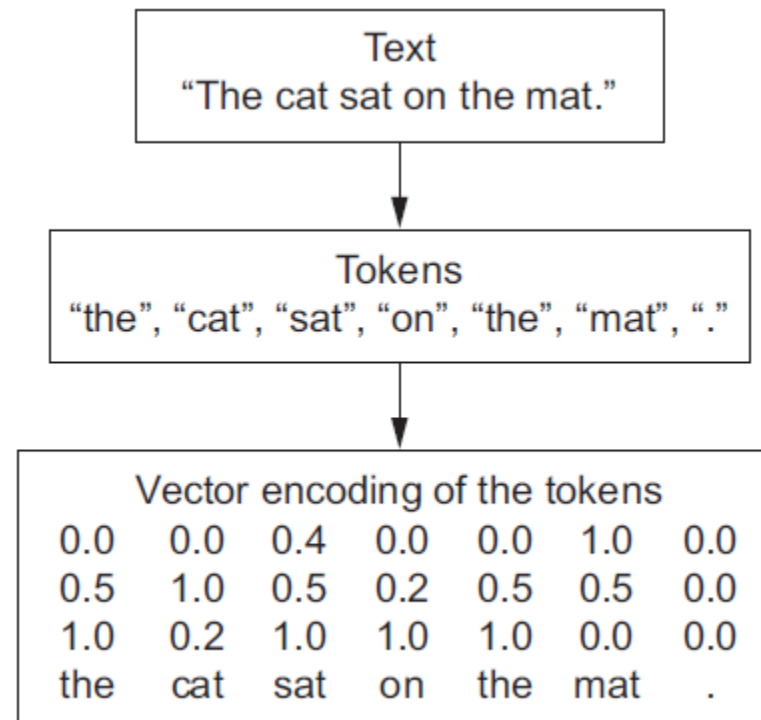 Text
“The cat sat on the mat.”
Tokens
“the”, “cat”, “sat”, “on”, “the”, “mat”, “.”
Vector encoding of the tokens
0.0 0.0 0.4 0.0 0.0 1.0 0.0
0.5 1.0 0.5 0.2 0.5 0.5 0.0
1.0 0.2 1.0 1.0 1.0 0.0 0.0
the cat sat on the mat .